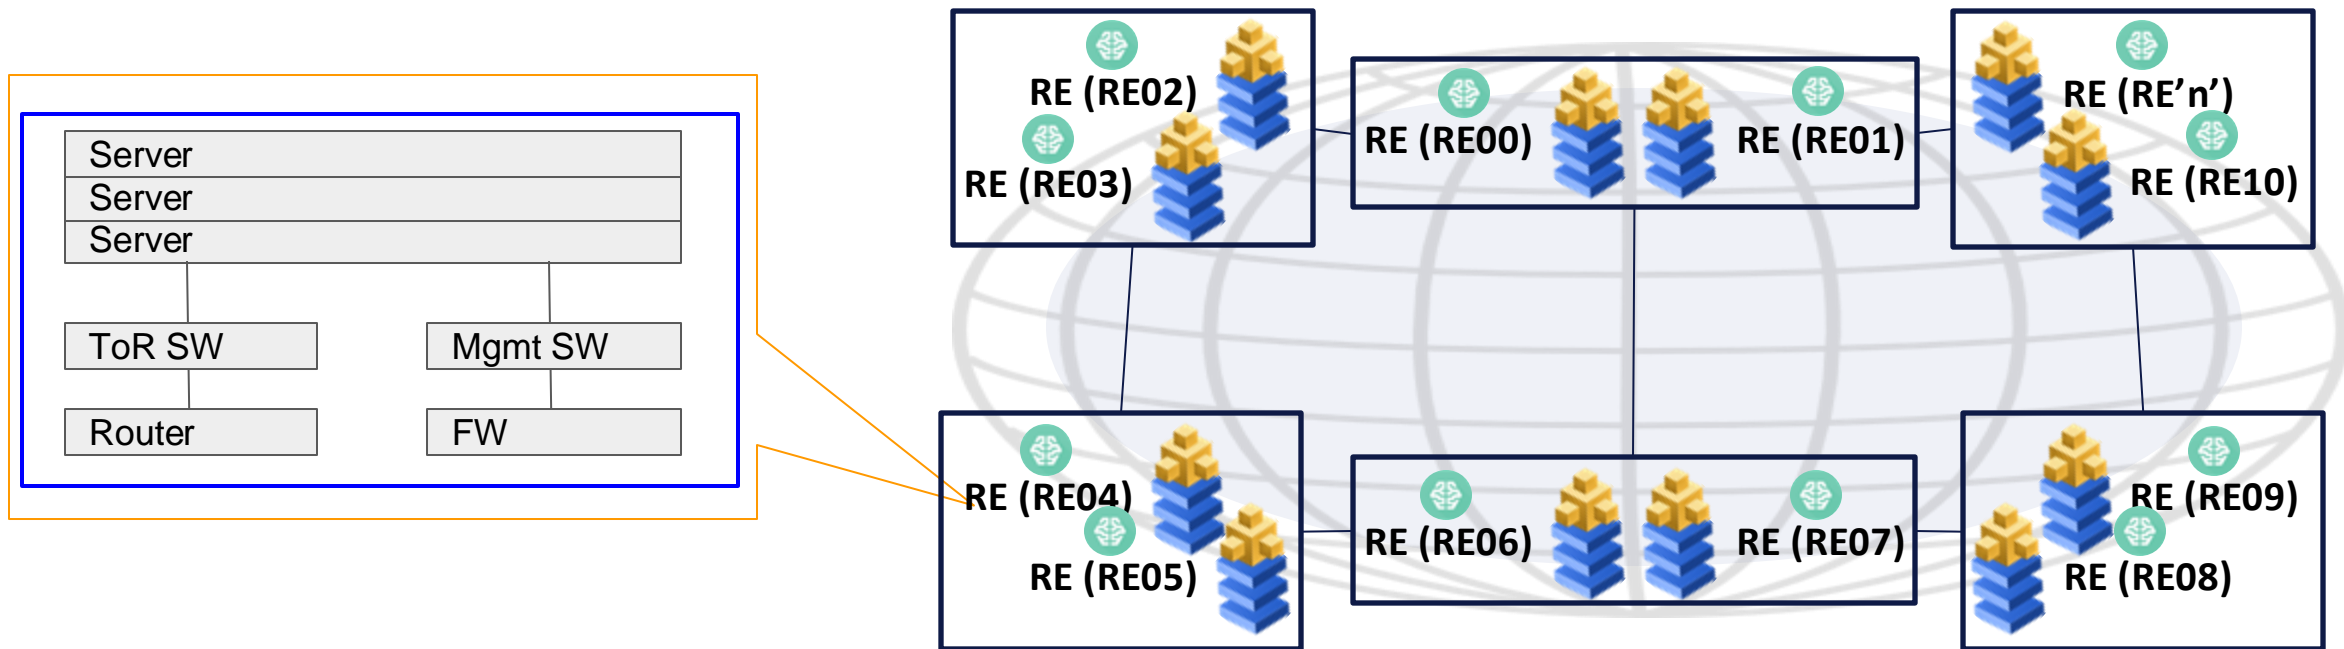 Server
Server
Server
ToR SW
Mgmt SW
Router
FW
RE (RE02)
RE (RE03)
RE (RE00)
RE (RE01)
RE (RE’n’)
RE (RE10)
RE (RE04)
RE (RE05)
RE (RE06)
RE (RE07)
RE (RE09)
RE (RE08)